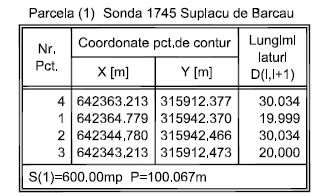 Parcela (1) Sonda 1745 Suplacu de Barcau
Nr. Pct. Coordonate pct,de contur Lunglml laturl D(l,l+1)
X [m] Y [m]
4 642363.213 315912.377 30.034
1 642364.779 315942.370 19.999
2 642344,780 315942,466 30,034
3 642343,213 315912,473 20,000
S(1)=600.00mp P=100.067m